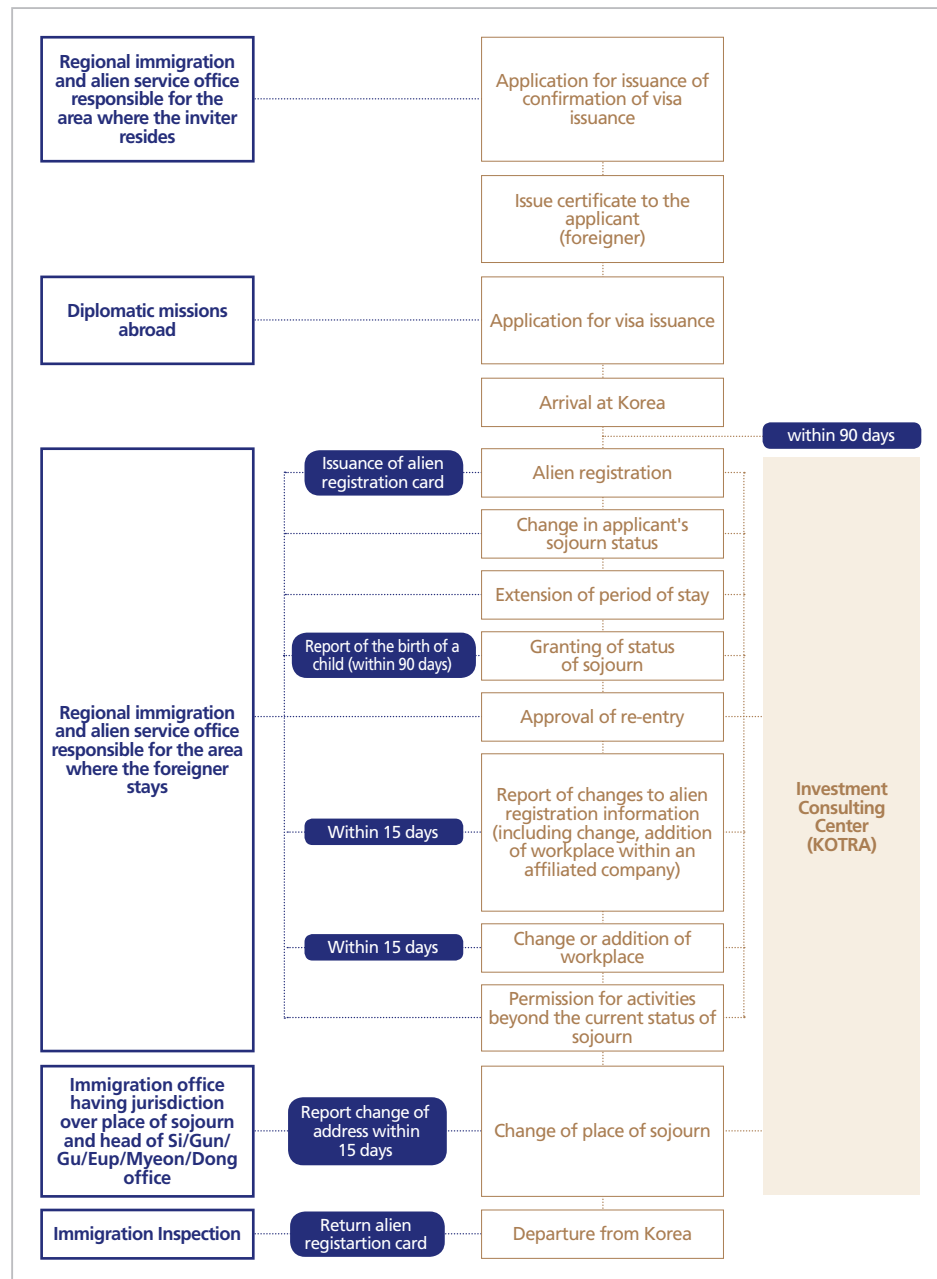 Regional immigration
and alien service office
responsible for the
area where the inviter
resides
Application for issuance of
confirmation of visa
issuance
Issue certificate to the
applicant
(foreigner)
Diplomatic missions
abroad
Application for visa issuance
Arrival at Korea
within 90 days
Regional immigration
and alien service office
responsible for the area
where the foreigner
stays
Issuance of alien
registration card
Alien registration
Change in applicant's
sojourn status
Extension of period of stay
Report of the birth of a
child (within 90 days)
Granting of status
of sojourn
Approval of re-entry
Within 15 days
Report of changes to alien
registration information
(including change, addition
of workplace within an
affiliated company)
Within 15 days
Change or addition of
workplace
Permission for activities
beyond the current status of
sojourn
Investment
Consulting
Center
(KOTRA)
Immigration office
having jurisdiction
over place of sojourn
and head of Si/Gun/
Gu/Eup/Myeon/Dong
office
Report change of
address within
15 days
Change of place of sojourn
Immigration Inspection
Return alien
registartion card
Departure from Korea